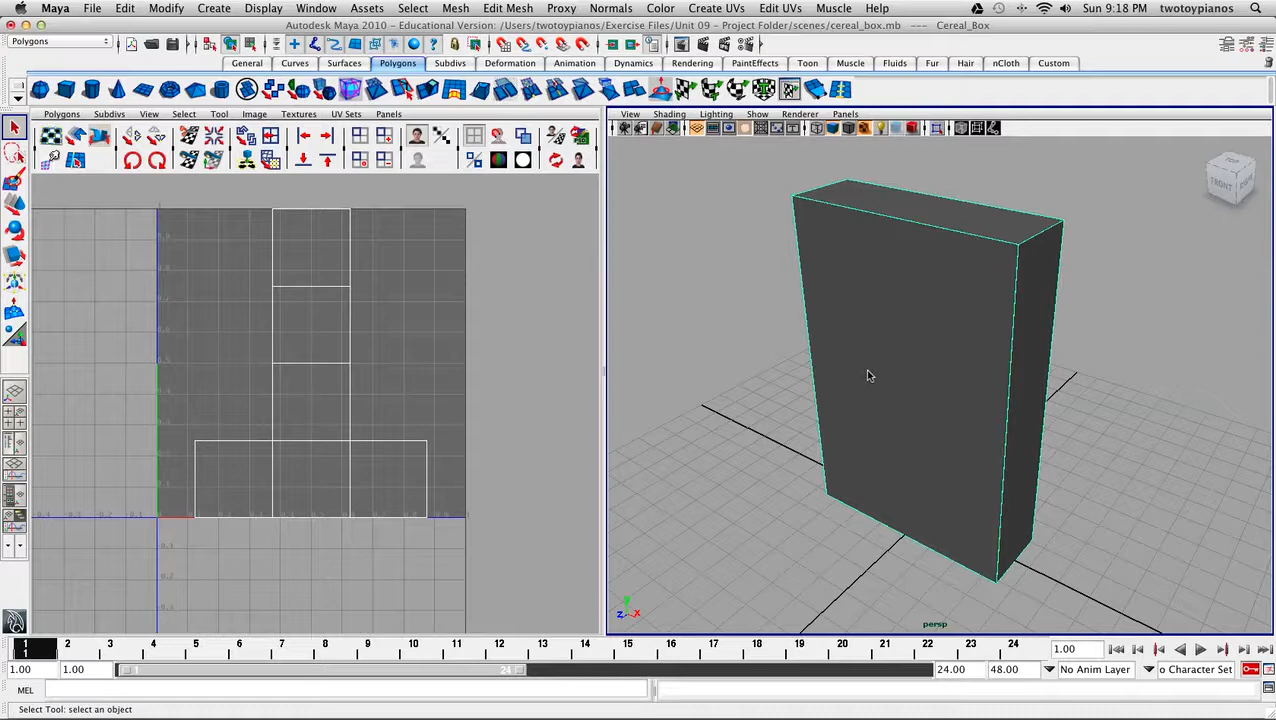 Maya File Edit Modify Create Display Window Assets Select Mesh Edit Mesh Proxy Normals Color Create UVs Edit UVs Muscle Help Sun 9:18 PM twotoypianos
Autodesk Maya 2010 - Educational Version: /Users/twotoypianos/Exercise Files/Unit 09 - Project Folder/scenes/cereal_box.mb --- Cereal_Box
Polygons
General Curves Surfaces Polygons Subdivs Deformation Animation Dynamics Rendering PaintEffects Toon Muscle Fluids Fur Hair nCloth Custom
Polygons Subdivs View Select Tool Image Textures UV Sets Panels
View Shading Lighting Show Renderer Panels
TOP
FRONT RIGHT
persp
y
z x
1 2 3 4 5 6 7 8 9 10 11 12 13 14 15 16 17 18 19 20 21 22 23 24 1.00
1
1.00 1.00 24 24.00 48.00 No Anim Layer o Character Set
MEL
Select Tool: select an object